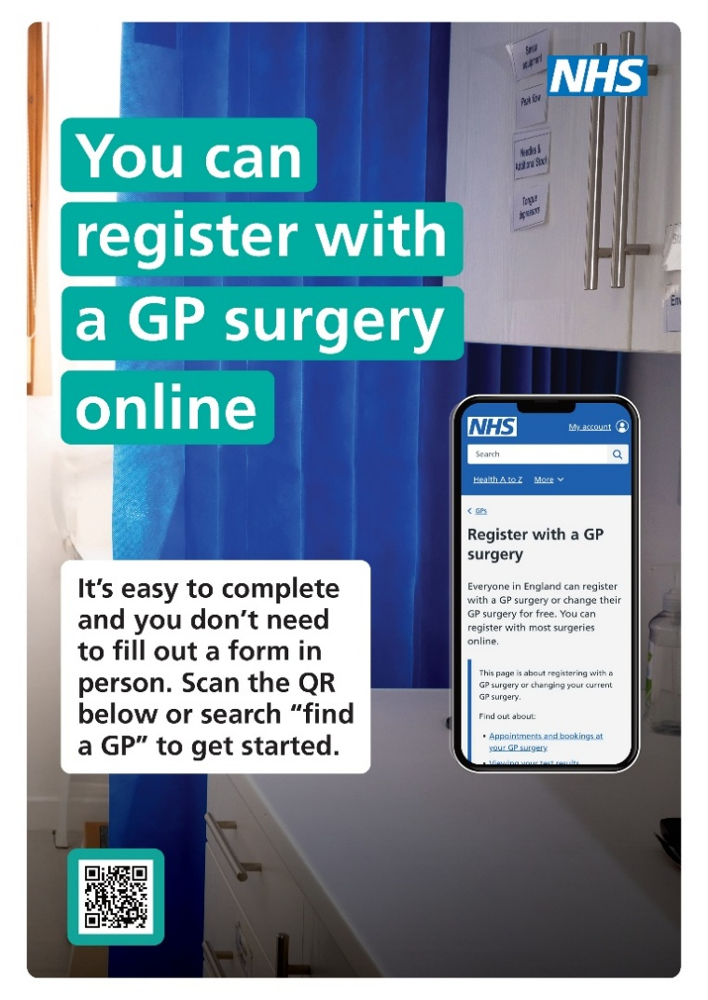 NHS
You can
register with
a GP surgery
online
Peak flow
Needles &
Additional Stock
Tongue
depressors
NHS
My account
Search
Health A to Z More
GPs
Register with a GP
surgery
Everyone in England can register
with a GP surgery or change their
GP surgery for free. You can
register with most surgeries
online.
This page is about registering with a
GP surgery or changing your current
GP surgery.
Find out about:
• Appointments and bookings at
your GP surgery
• Viewing your test results
It’s easy to complete
and you don’t need
to fill out a form in
person. Scan the QR
below or search “find
a GP” to get started.